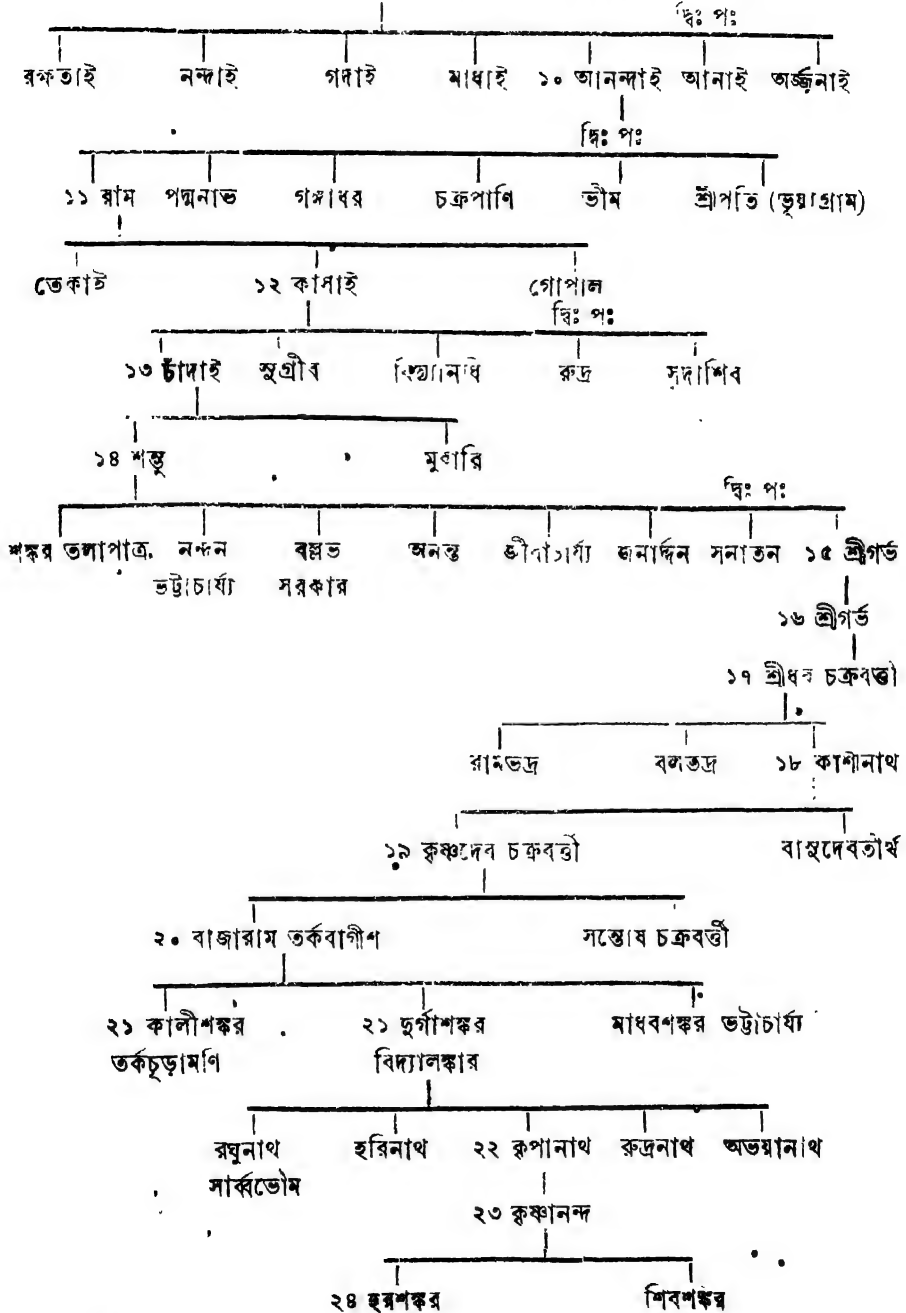 দ্বিঃ পঃ
রক্ষতাই নন্দাই গদাই মাধাই ১০ আনন্দাই আনাই অর্জ্জুনাই
দ্বিঃ পঃ
১১ রাম পদ্মনাভ গঙ্গাধর চক্রপাণি ভীম শ্রীপতি (ভূয়াগ্রাম)
তেকাই ১২ কাসাই গোপাল
দ্বিঃ পঃ
১৩ চাঁদাই সুগ্রীব বিদ্যানিধি রুদ্র সদাশিব
১৪ শম্ভু মুরারি
দ্বিঃ পঃ
শঙ্কর তলাপাত্র. নন্দন বল্লভ অনন্ত জনার্দ্দন সনাতন ১৫ শ্রীগর্ভ
ভট্টাচার্য্য সরকার
১৬ শ্রীগর্ভ
১৭ শ্রীধর চক্রবর্ত্তী
রামভদ্র বলভদ্র ১৮ কাশীনাথ
১৯ কৃষ্ণদেব চক্রবর্ত্তী বাসুদেবতীর্থ
২০ রাজারাম তর্কবাগীশ সন্তোষ চক্রবর্ত্তী
২১ কালীশঙ্কর ২১ দুর্গাশঙ্কর মাধবশঙ্কর ভট্টাচার্য্য
তর্কচূড়ামণি বিদ্যালঙ্কার
রঘুনাথ হরিনাথ ২২ কৃপানাথ রুদ্রনাথ অভয়ানাথ
সার্ব্বভৌম
২৩ কৃষ্ণানন্দ
২৪ হরশঙ্কর শিবশঙ্কর